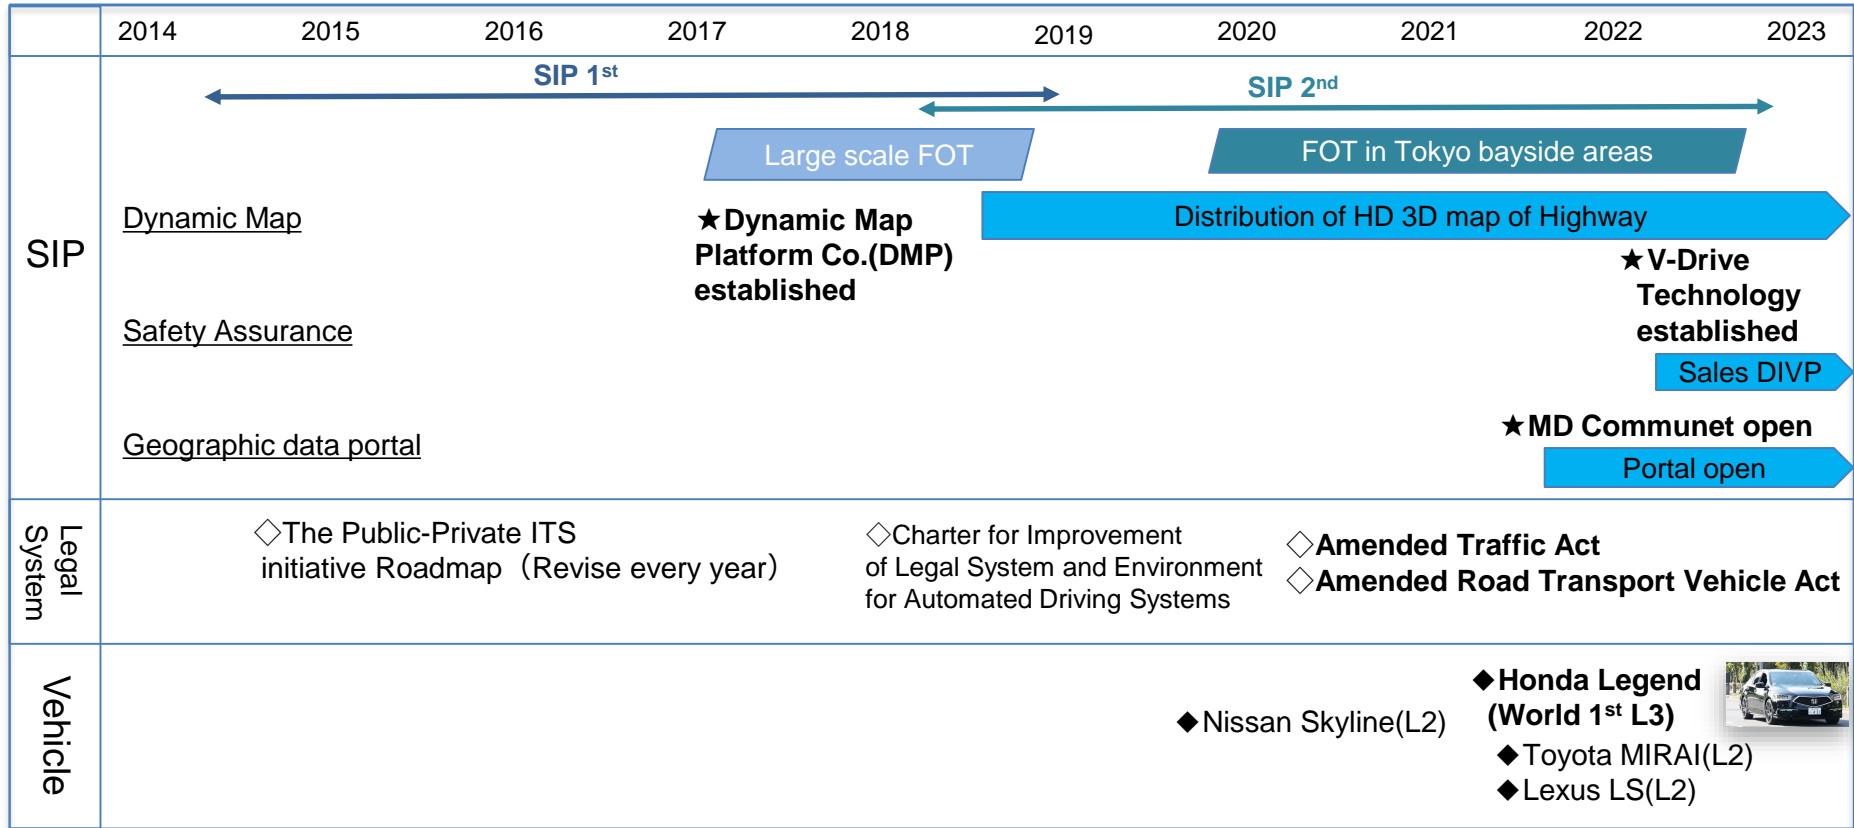 2014 2015 2016 2017 2018 2019 2020 2021 2022 2023
SIP 1st
SIP 2nd
Large scale FOT
FOT in Tokyo bayside areas
SIP
Dynamic Map
★Dynamic Map
Platform Co.(DMP)
established
Distribution of HD 3D map of Highway
★V-Drive
Technology
established
Safety Assurance
Sales DIVP
Geographic data portal
★MD Communet open
Portal open
Legal
System
◇The Public-Private ITS
initiative Roadmap（Revise every year）
◇Charter for Improvement
of Legal System and Environment
for Automated Driving Systems
◇Amended Traffic Act
◇Amended Road Transport Vehicle Act
Vehicle
◆Nissan Skyline(L2)
◆Honda Legend
(World 1st L3)
◆Toyota MIRAI(L2)
◆Lexus LS(L2)